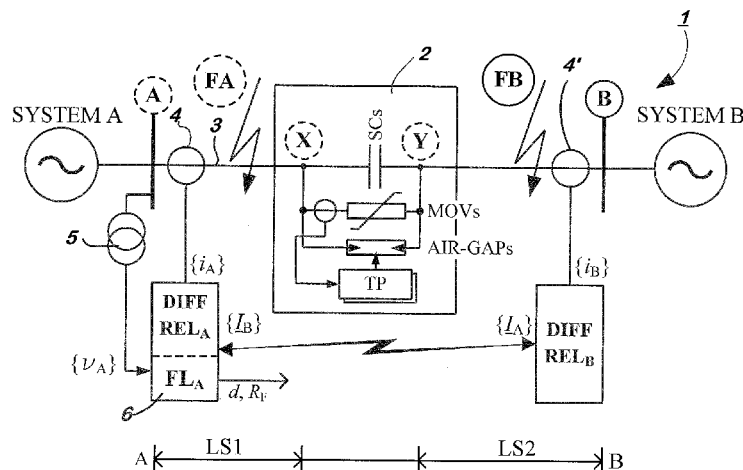 1
2
4'
FA
FB
A
4
B
SYSTEM A
SYSTEM B
3
SCs
X
Y
MOVs
5
AIR-GAPs
{iA}
TP
{iB}
DIFF
RELA
{IB}
{IA}
DIFF
RELB
{νA}
FLA
6
d, RF
A
LS1
LS2
B